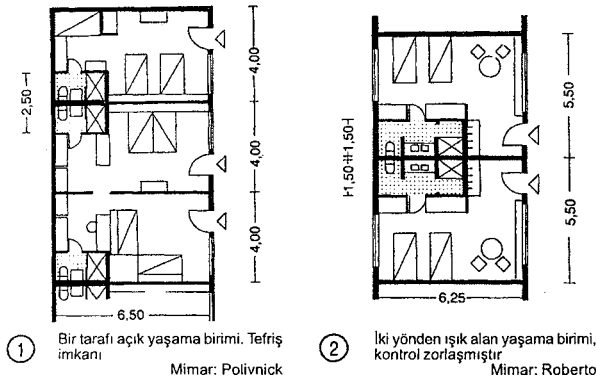 2,50
4,00
4,00
4,00
6,50
1 Bir tarafı açık yaşama birimi. Tefriş
imkanı
Mimar: Polivnick
1,50
1,50
5,50
5,50
6,25
2 İki yönden ışık alan yaşama birimi,
kontrol zorlaşmıştır
Mimar: Roberto